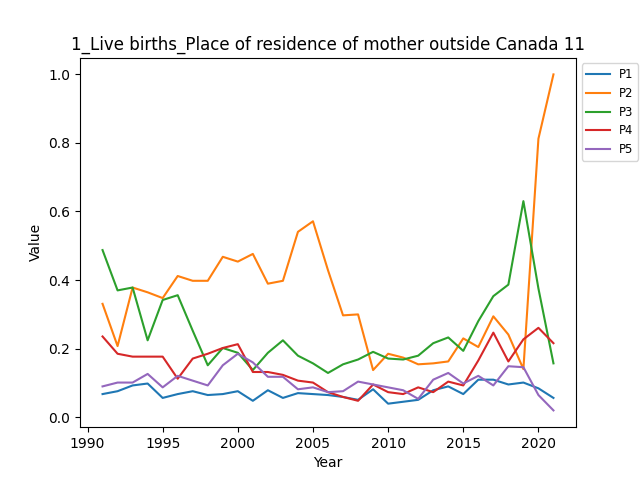 1_Live births_Place of residence of mother outside Canada 11
1.0
0.8
0.6
0.4
0.2
0.0
Value
1990
1995
2000
2005
2010
2015
2020
Year
P1
P2
P3
P4
P5